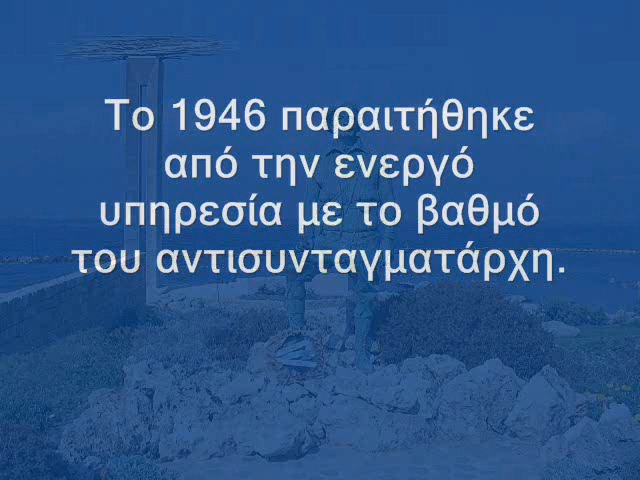 Το 1946 παραιτήθηκε
από την ενεργό
υπηρεσία με το βαθμό
του αντισυνταγματάρχη.